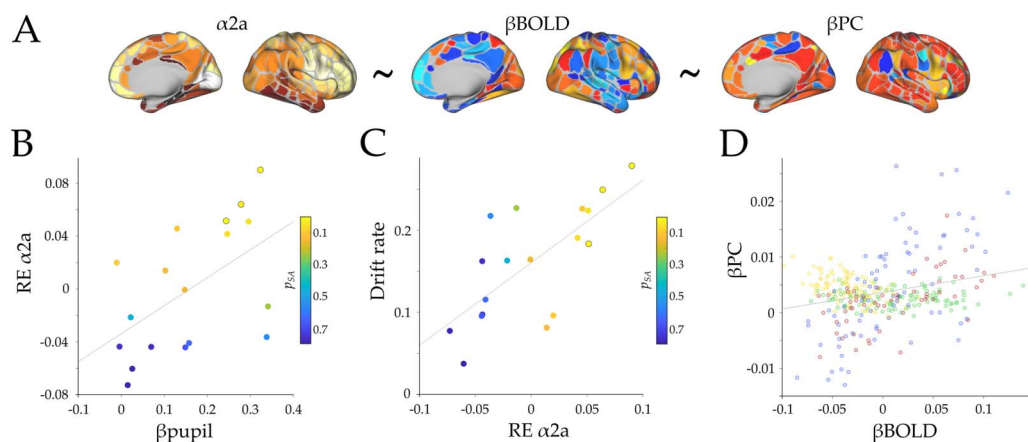 A
α2a
βBOLD
βPC
~
~
B
C
D
RE α2a
0.08
0.04
0
-0.04
-0.08
-0.1
0
0.1
0.2
0.3
0.4
βpupil
0.1
0.3
0.5
0.7
pSA
Drift rate
0.2
0.1
0
-0.1
-0.05
0
0.05
0.1
RE α2a
0.1
0.3
0.5
0.7
pSA
βPC
0.02
0.01
0
-0.01
-0.1
-0.05
0
0.05
0.1
βBOLD